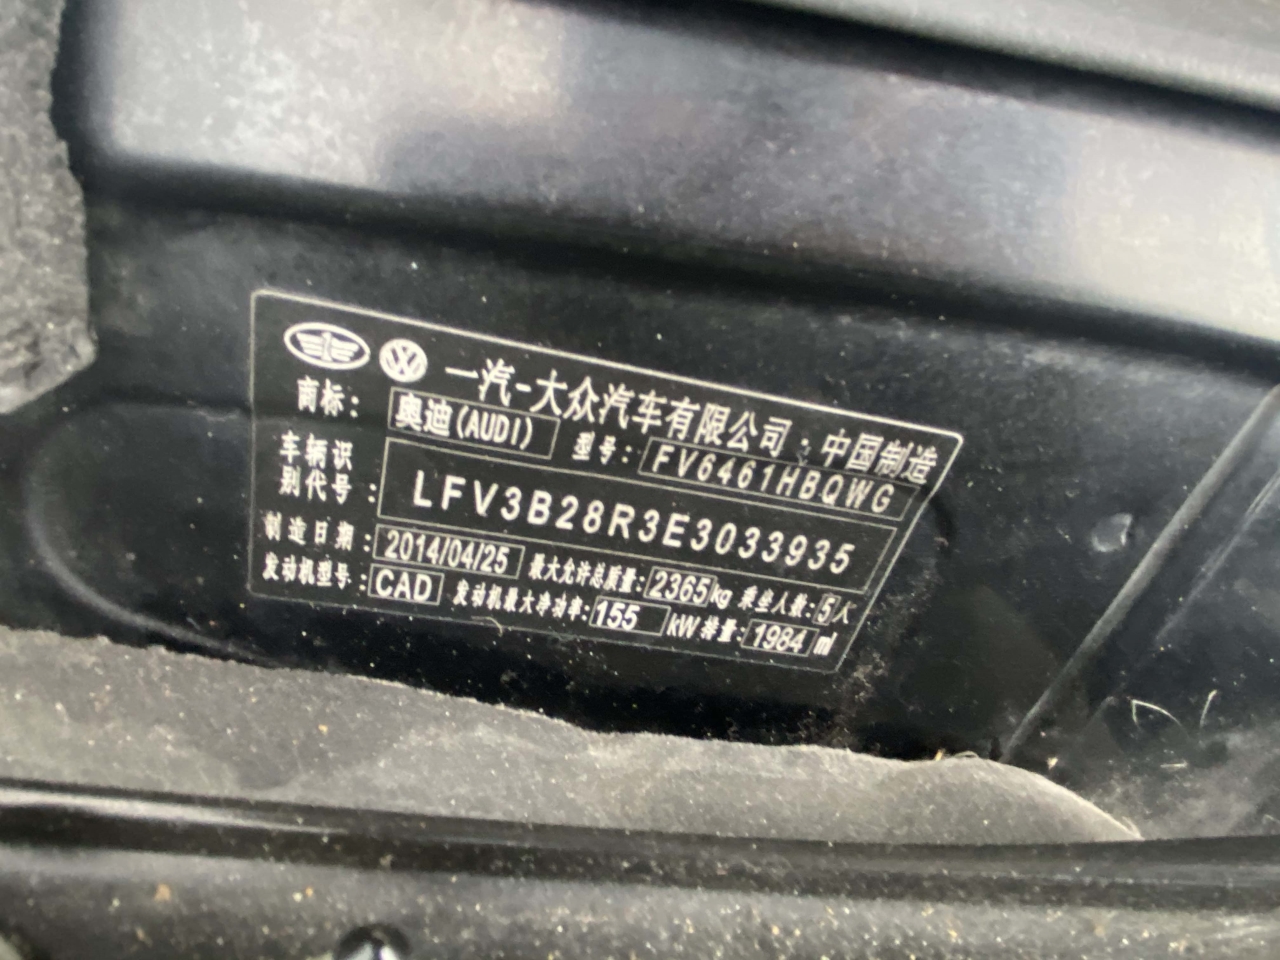 一汽-大众汽车有限公司·中国制造
商标: 奥迪(AUDI) 型号: FV6461HBQWG
车辆识别代号: LFV3B28R3E3033935
制造日期: 2014/04/25 最大允许总质量: 2365kg 乘坐人数: 5人
发动机型号: CAD 发动机最大净功率: 155 kW 排量: 1984 ml